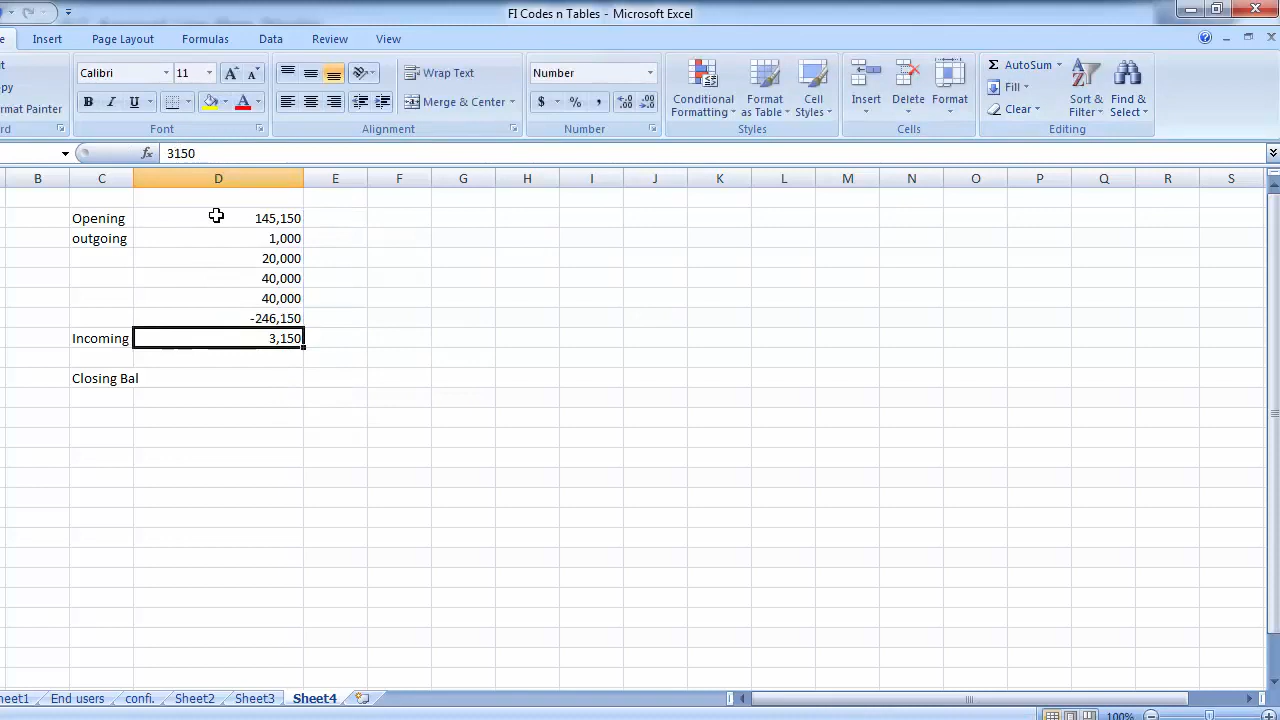 FI Codes n Tables - Microsoft Excel
Insert Page Layout Formulas Data Review View
Calibri 11 Wrap Text Number AutoSum
Fill
B I U Merge & Center $ % , Conditional Formatting Format as Table Cell Styles Insert Delete Format Clear Sort & Filter Find & Select
ormat Painter
Font Alignment Number Styles Cells Editing
fx 3150
B C D E F G H I J K L M N O P Q R S
Opening 145,150
outgoing 1,000
20,000
40,000
40,000
-246,150
Incoming 3,150
Closing Bal
heet1 End users confi. Sheet2 Sheet3 Sheet4
100%